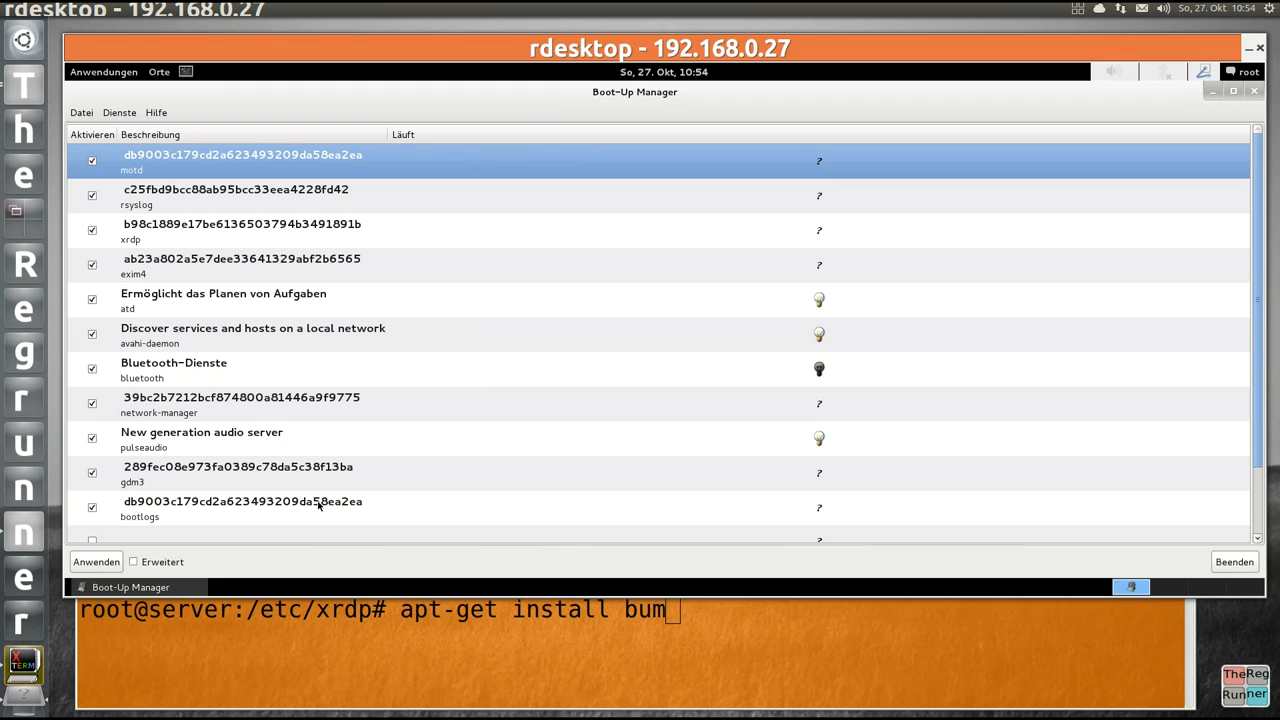 rdesktop - 192.168.0.27
So, 27. Okt, 10:54
rdesktop - 192.168.0.27
Anwendungen Orte So, 27. Okt, 10:54 root
Boot-Up Manager
Datei Dienste Hilfe
Aktivieren Beschreibung Läuft
db9003c179cd2a623493209da58ea2ea
motd
?
c25fbd9bcc88ab95bcc33eea4228fd42
rsyslog
?
b98c1889e17be6136503794b3491891b
xrdp
?
ab23a802a5e7dee33641329abf2b6565
exim4
?
Ermöglicht das Planen von Aufgaben
atd
Discover services and hosts on a local network
avahi-daemon
Bluetooth-Dienste
bluetooth
39bc2b7212bcf874800a81446a9f9775
network-manager
?
New generation audio server
pulseaudio
289fec08e973fa0389c78da5c38f13ba
gdm3
?
db9003c179cd2a623493209da58ea2ea
bootlogs
?
?
Anwenden Erweitert Beenden
Boot-Up Manager
root@server:/etc/xrdp# apt-get install bum
T
h
e
R
e
g
r
u
n
n
e
r
X
TERM
?
TheReg
Runner